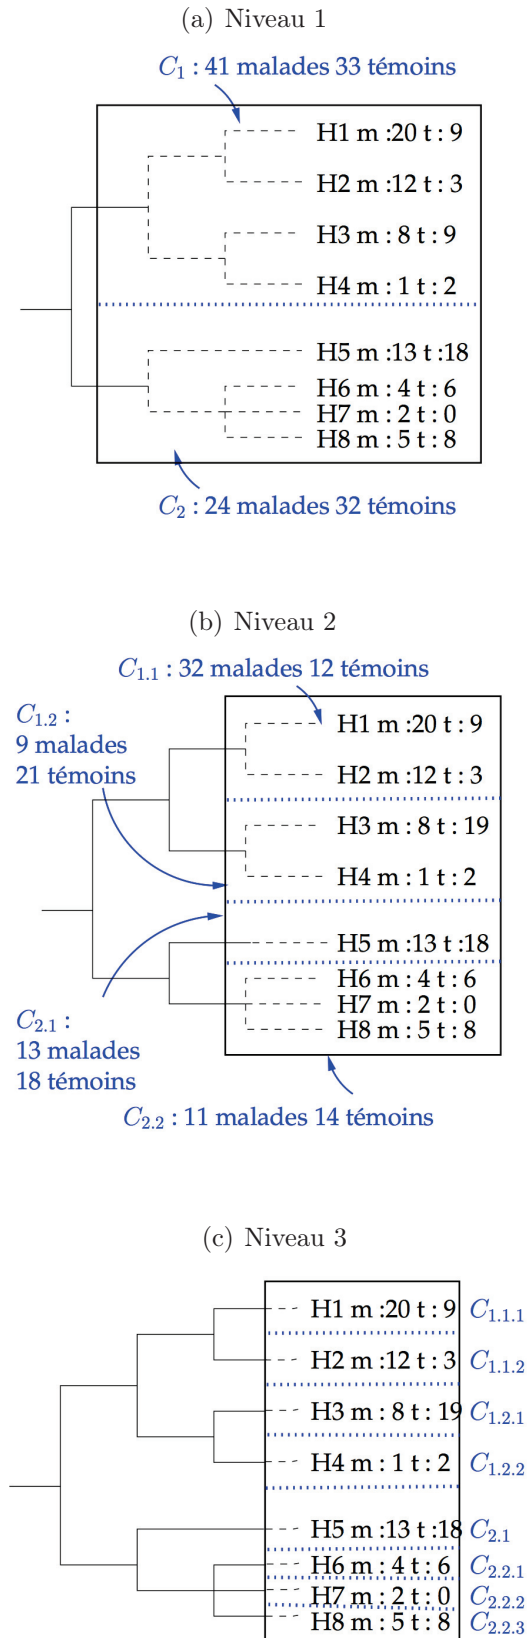 (a) Niveau 1
C1 : 41 malades 33 témoins
H1 m :20 t : 9
H2 m :12 t : 3
H3 m : 8 t : 9
H4 m : 1 t : 2
H5 m :13 t :18
H6 m : 4 t : 6
H7 m : 2 t : 0
H8 m : 5 t : 8
C2 : 24 malades 32 témoins
(b) Niveau 2
C1.1 : 32 malades 12 témoins
C1.2 :
9 malades
21 témoins
H1 m :20 t : 9
H2 m :12 t : 3
H3 m : 8 t : 19
H4 m : 1 t : 2
H5 m :13 t :18
H6 m : 4 t : 6
H7 m : 2 t : 0
H8 m : 5 t : 8
C2.1 :
13 malades
18 témoins
C2.2 : 11 malades 14 témoins
(c) Niveau 3
H1 m :20 t : 9 C1.1.1
H2 m :12 t : 3 C1.1.2
H3 m : 8 t : 19 C1.2.1
H4 m : 1 t : 2 C1.2.2
H5 m :13 t :18 C2.1
H6 m : 4 t : 6 C2.2.1
H7 m : 2 t : 0 C2.2.2
H8 m : 5 t : 8 C2.2.3